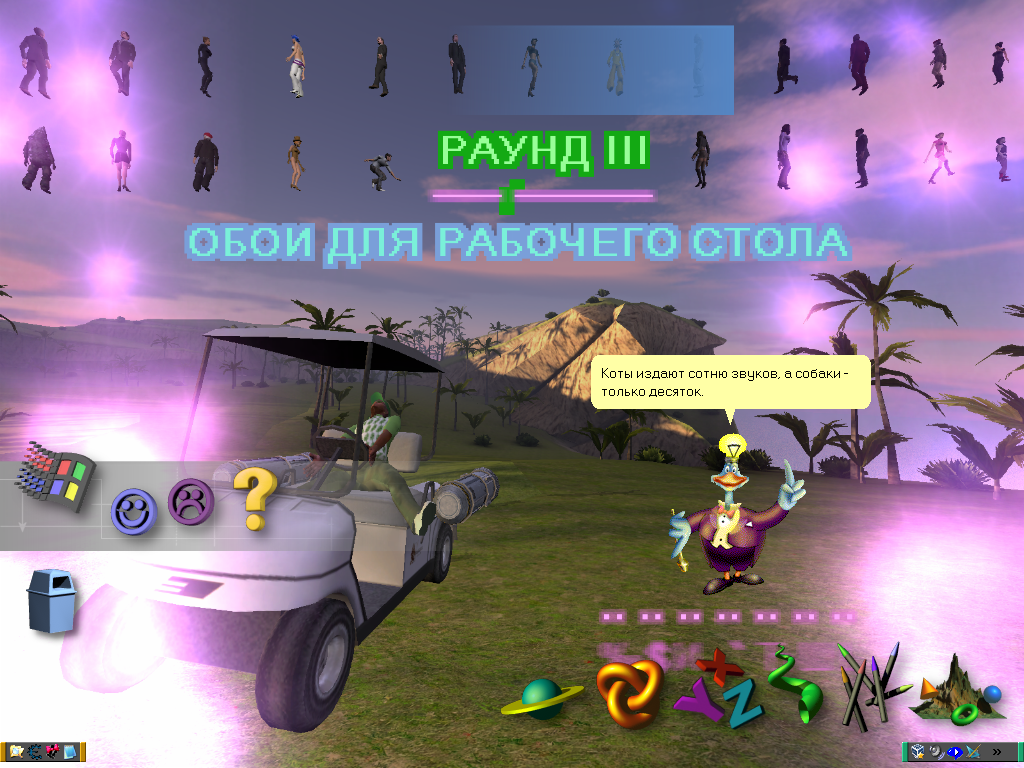 РАУНД III
ОБОИ ДЛЯ РАБОЧЕГО СТОЛА
Коты издают сотню звуков, а собаки -
только десяток.